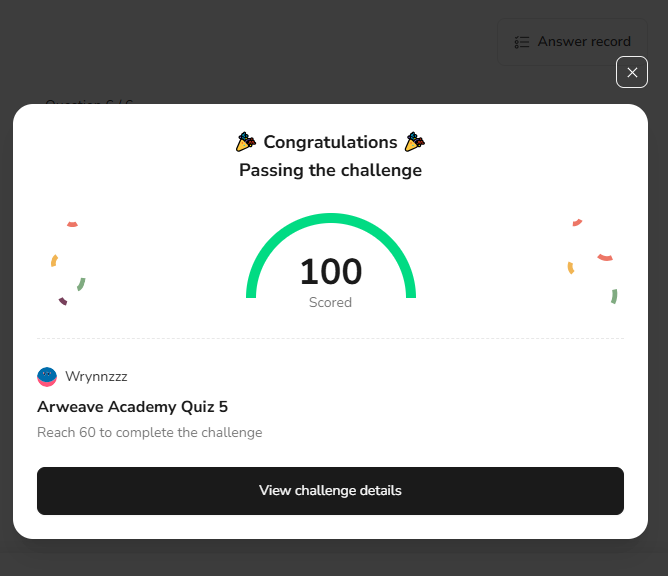 Answer record
Question 6 / 6
🎉 Congratulations 🎉
Passing the challenge
100
Scored
Wrynnzzz
Arweave Academy Quiz 5
Reach 60 to complete the challenge
View challenge details